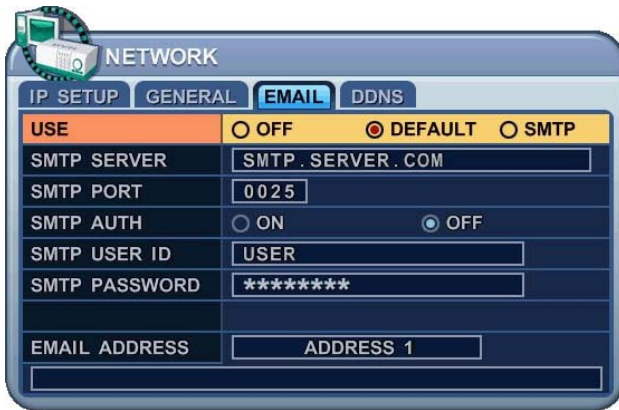 NETWORK
IP SETUP GENERAL EMAIL DDNS
USE OFF DEFAULT SMTP
SMTP SERVER SMTP.SERVER.COM
SMTP PORT 0025
SMTP AUTH ON OFF
SMTP USER ID USER
SMTP PASSWORD ********
EMAIL ADDRESS ADDRESS 1